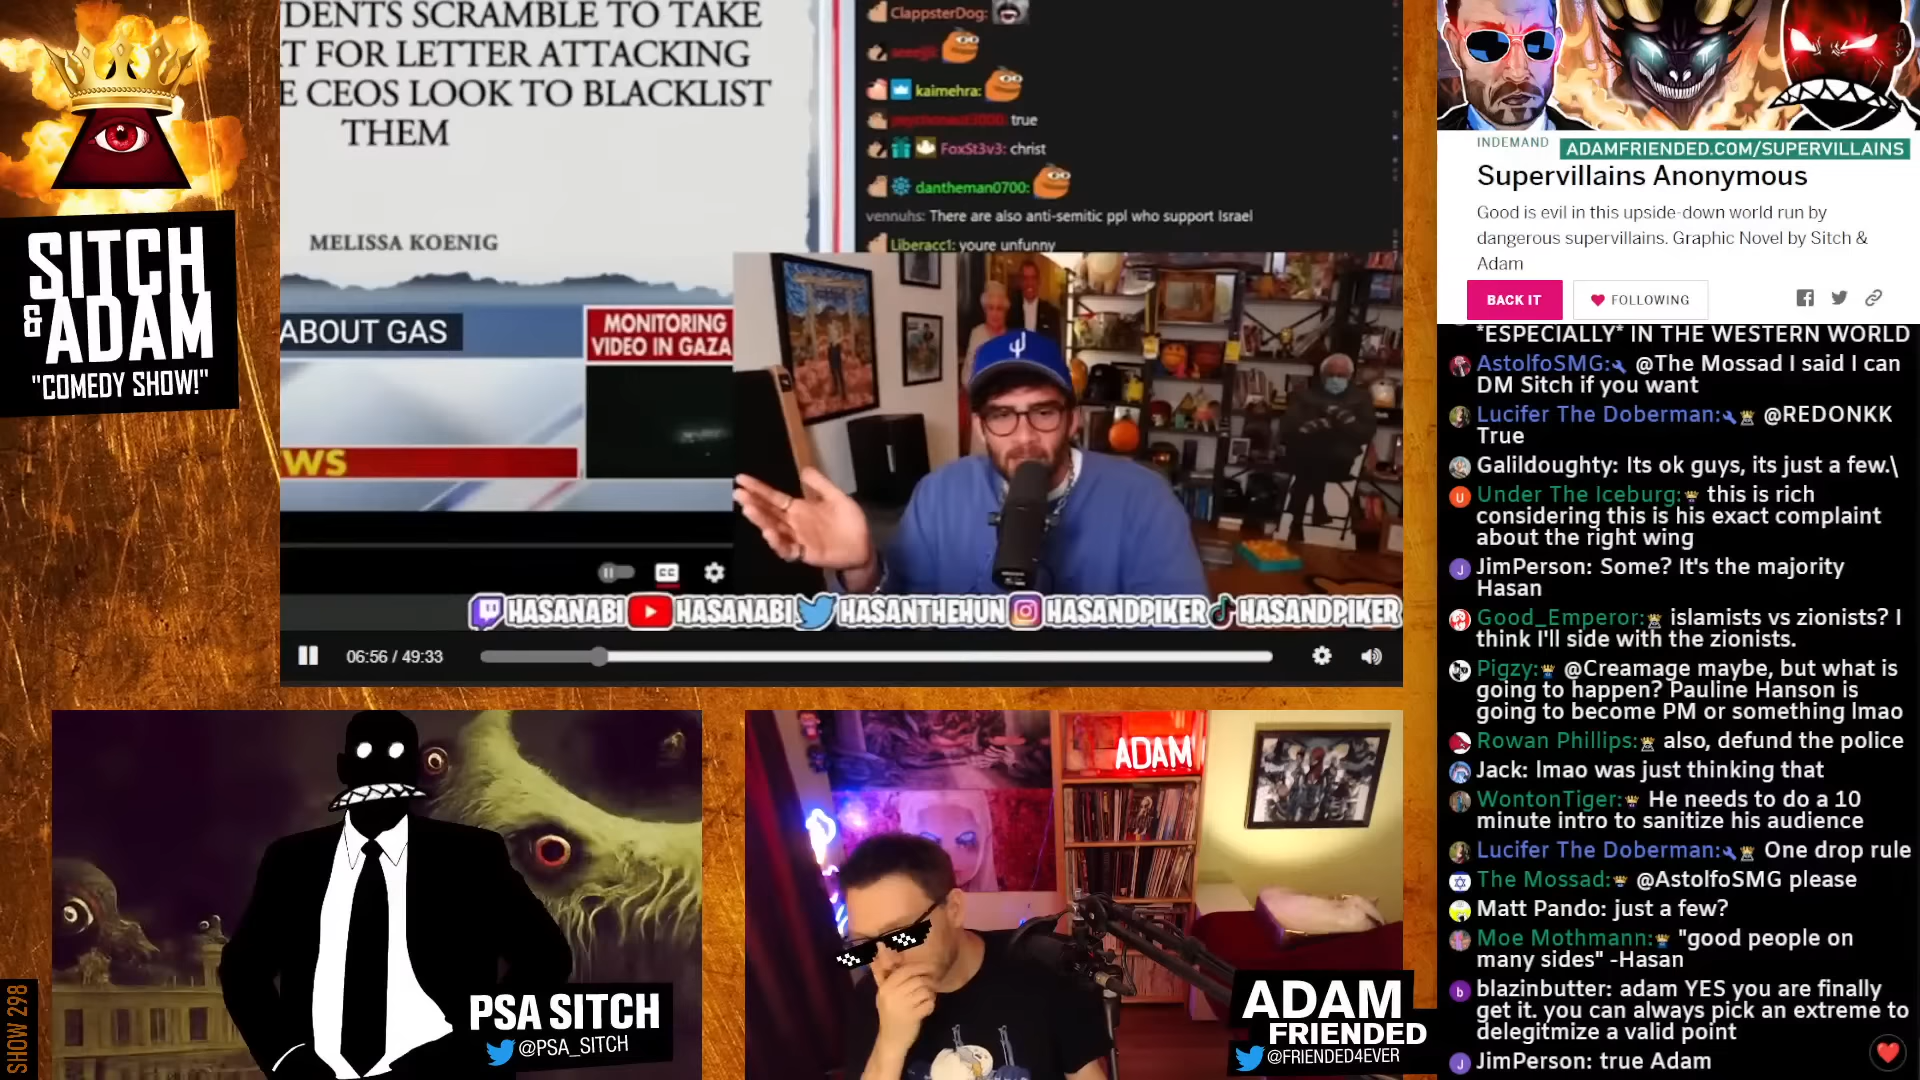 DENTS SCRAMBLE TO TAKE
T FOR LETTER ATTACKING
E CEOS LOOK TO BLACKLIST
THEM
MELISSA KOENIG
ABOUT GAS
MONITORING
VIDEO IN GAZA
WS
CC
ClappsterDog:
kaimehra:
true
FoxSt3v3: christ
dantheman0700:
vennuhs: There are also anti-semitic ppl who support Israel
Liberacc1: youre unfunny
HASANABI HASANABI HASANTHEHUN HASANDPIKER HASANDPIKER
06:56 / 49:33
SITCH
& ADAM
"COMEDY SHOW!"
SHOW 298
PSA SITCH
@PSA_SITCH
ADAM
ADAM
FRIENDED
@FRIENDED4EVER
INDEMAND
ADAMFRIENDED.COM/SUPERVILLAINS
Supervillains Anonymous
Good is evil in this upside-down world run by
dangerous supervillains. Graphic Novel by Sitch &
Adam
BACK IT
FOLLOWING
*ESPECIALLY* IN THE WESTERN WORLD
AstolfoSMG: @The Mossad I said I can
DM Sitch if you want
Lucifer The Doberman: @REDONKK
True
Galildoughty: Its ok guys, its just a few.\
U
Under The Iceburg: this is rich
considering this is his exact complaint
about the right wing
J
JimPerson: Some? It's the majority
Hasan
Good_Emperor: islamists vs zionists? I
think I'll side with the zionists.
Pigzy: @Creamage maybe, but what is
going to happen? Pauline Hanson is
going to become PM or something lmao
Rowan Phillips: also, defund the police
Jack: lmao was just thinking that
WontonTiger: He needs to do a 10
minute intro to sanitize his audience
Lucifer The Doberman: One drop rule
The Mossad: @AstolfoSMG please
Matt Pando: just a few?
Moe Mothmann: "good people on
many sides" -Hasan
b
blazinbutter: adam YES you are finally
get it. you can always pick an extreme to
delegitmize a valid point
J
JimPerson: true Adam